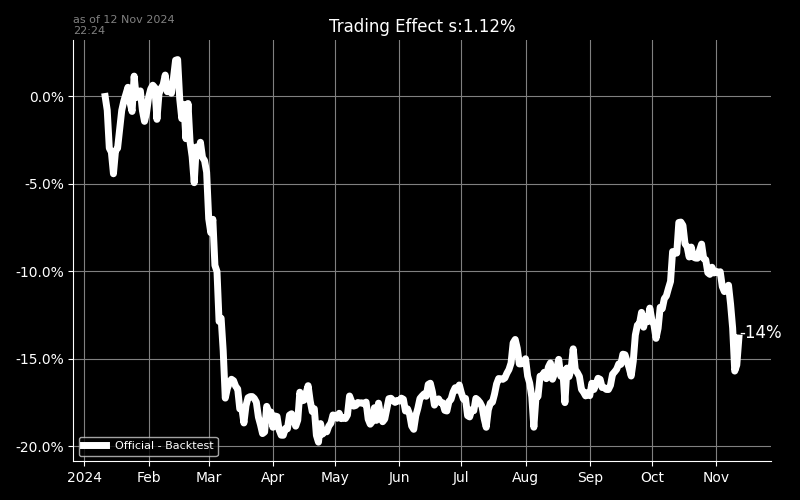 as of 12 Nov 2024
22:24
Trading Effect s:1.12%
0.0%
-5.0%
-10.0%
-15.0%
-20.0%
-14%
Official - Backtest
2024 Feb Mar Apr May Jun Jul Aug Sep Oct Nov